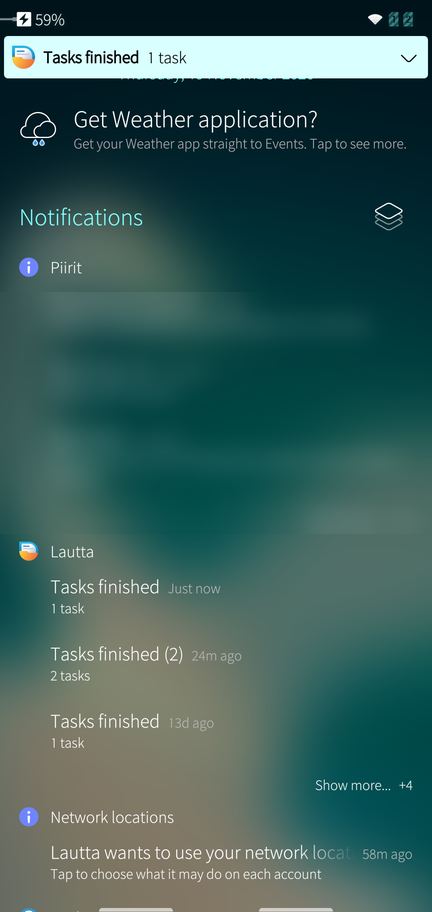 59%
Tasks finished 1 task
Get Weather application?
Get your Weather app straight to Events. Tap to see more.
Notifications
Piirit
Lautta
Tasks finished Just now
1 task
Tasks finished (2) 24m ago
2 tasks
Tasks finished 13d ago
1 task
Show more... +4
Network locations
Lautta wants to use your network locat 58m ago
Tap to choose what it may do on each account